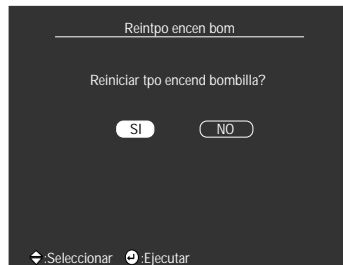 Reintpo encen bom
Reiniciar tpo encend bombilla?
SI NO
:Seleccionar :Ejecutar